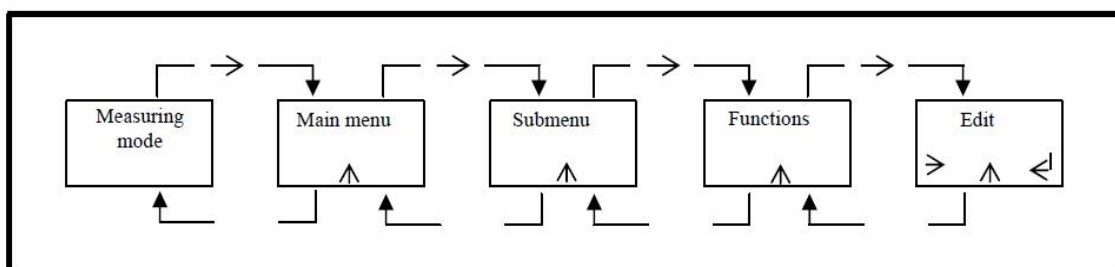 Measuring
mode
Main menu
Submenu
Functions
Edit